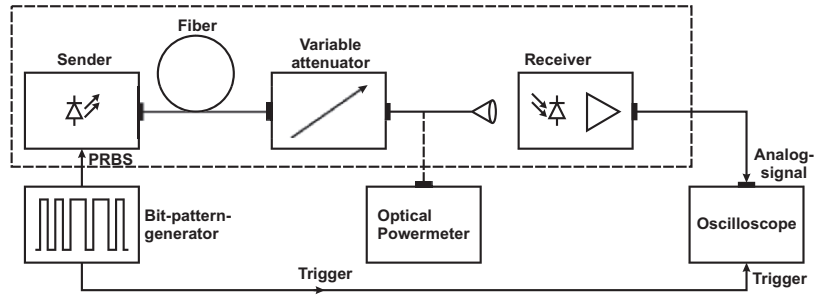 Fiber
Sender
Variable
attenuator
Receiver
PRBS
Analog-
signal
Bit-pattern-
generator
Optical
Powermeter
Oscilloscope
Trigger
Trigger